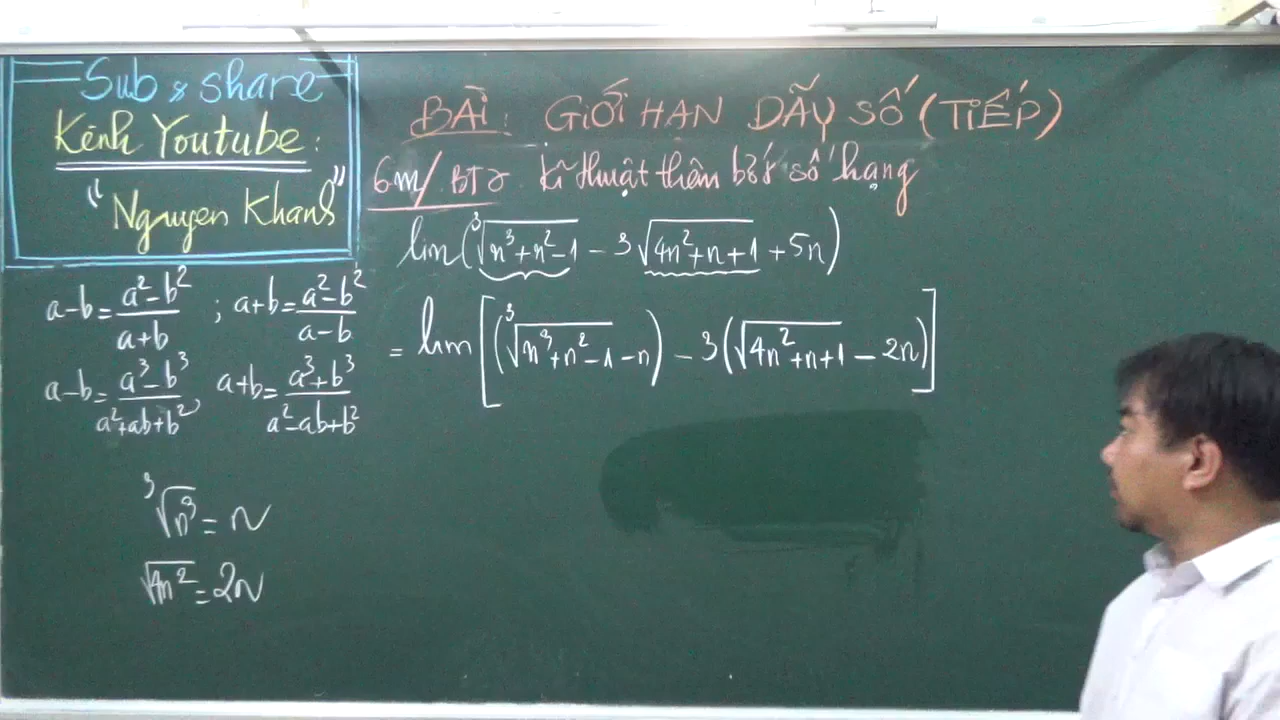 Sub & share
Kênh Youtube:
"Nguyen Khanh"
BÀI: GIỚI HẠN DÃY SỐ (TIẾP)
6m/ BT2. Kĩ thuật thêm bớt số hạng
lim(∛(n³+n²-1) - 3√(4n²+n+1) + 5n)
= lim[(∛(n³+n²-1) - n) - 3(√(4n²+n+1) - 2n)]
a-b = (a²-b²)/(a+b) ; a+b = (a²-b²)/(a-b)
a-b = (a³-b³)/(a²+ab+b²), a+b = (a³+b³)/(a²-ab+b²)
∛(n³) = n
√(4n²) = 2n